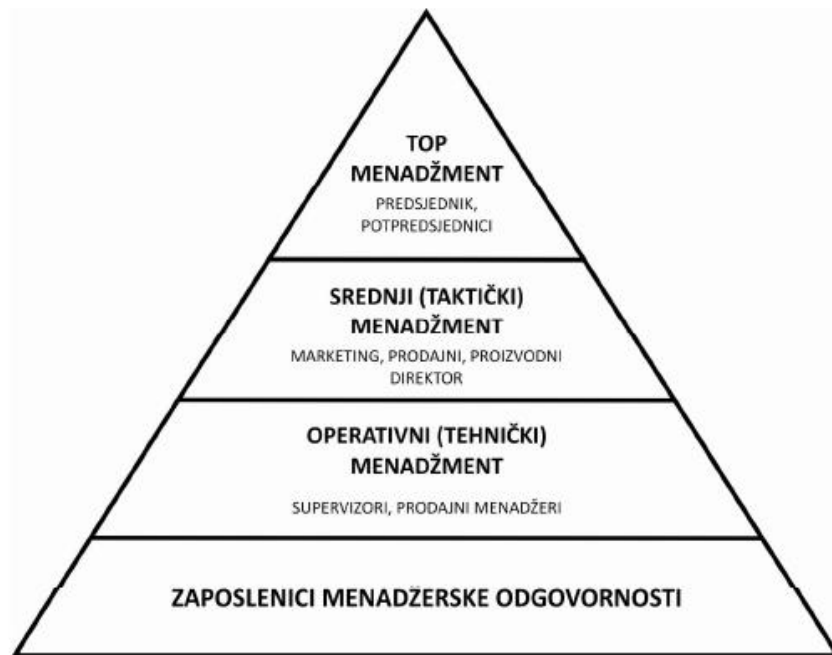 TOP
MENADŽMENT
PREDSJEDNIK,
POTPREDSJEDNICI
SREDNJI (TAKTIČKI)
MENADŽMENT
MARKETING, PRODAJNI, PROIZVODNI
DIREKTOR
OPERATIVNI (TEHNIČKI)
MENADŽMENT
SUPERVIZORI, PRODAJNI MENADŽERI
ZAPOSLENICI MENADŽERSKE ODGOVORNOSTI